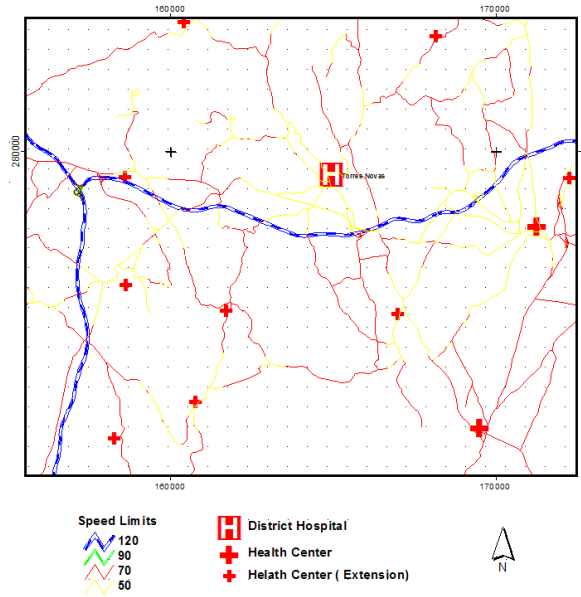 160000 170000
280000
280000
H Torres Novas
160000 170000
Speed Limits
120
90
70
50
H District Hospital
Health Center
Helath Center ( Extension)
N